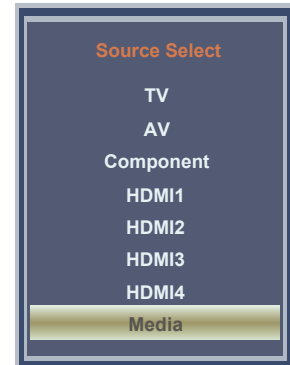 Source Select
TV
AV
Component
HDMI1
HDMI2
HDMI3
HDMI4
Media